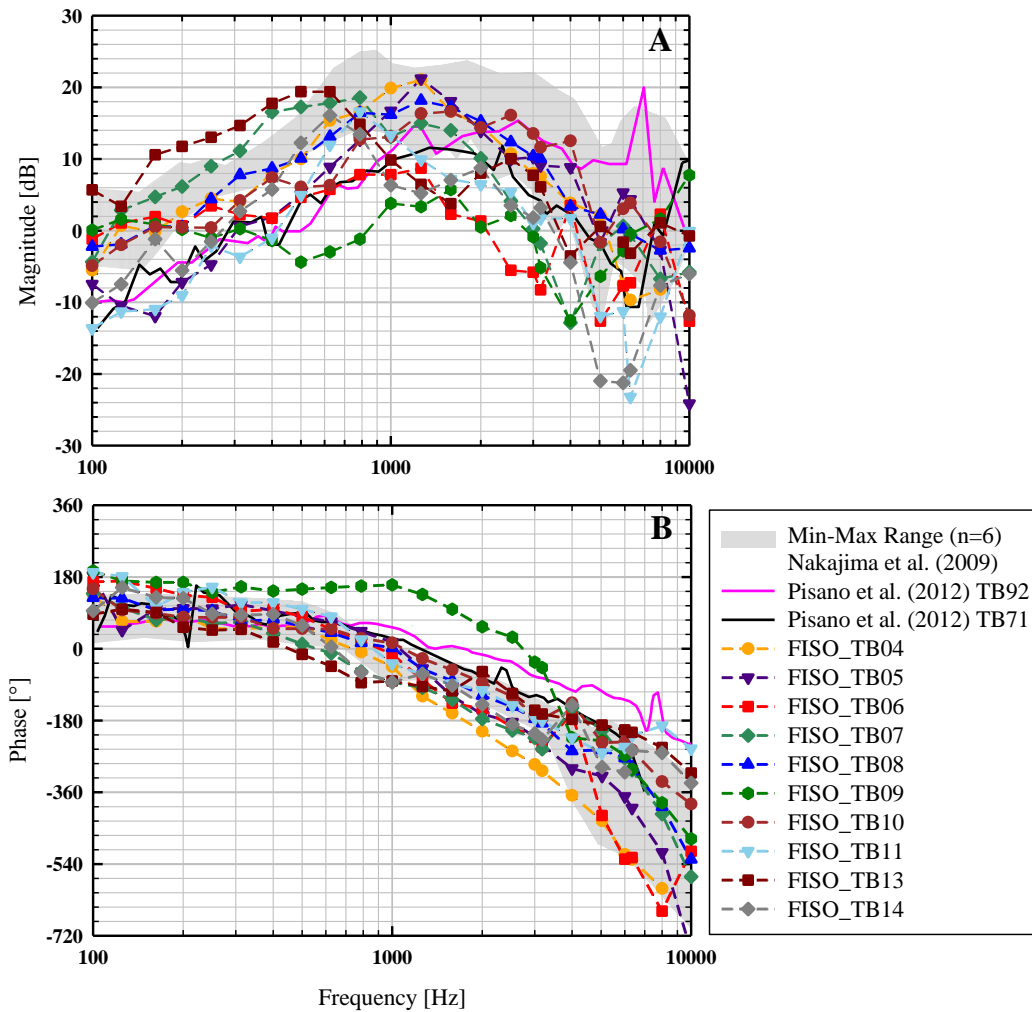 30
20
10
0
-10
-20
-30
Magnitude [dB]
A
100
1000
10000
360
180
0
-180
-360
-540
-720
Phase [°]
B
100
1000
10000
Frequency [Hz]
Min-Max Range (n=6)
Nakajima et al. (2009)
Pisano et al. (2012) TB92
Pisano et al. (2012) TB71
FISO_TB04
FISO_TB05
FISO_TB06
FISO_TB07
FISO_TB08
FISO_TB09
FISO_TB10
FISO_TB11
FISO_TB13
FISO_TB14